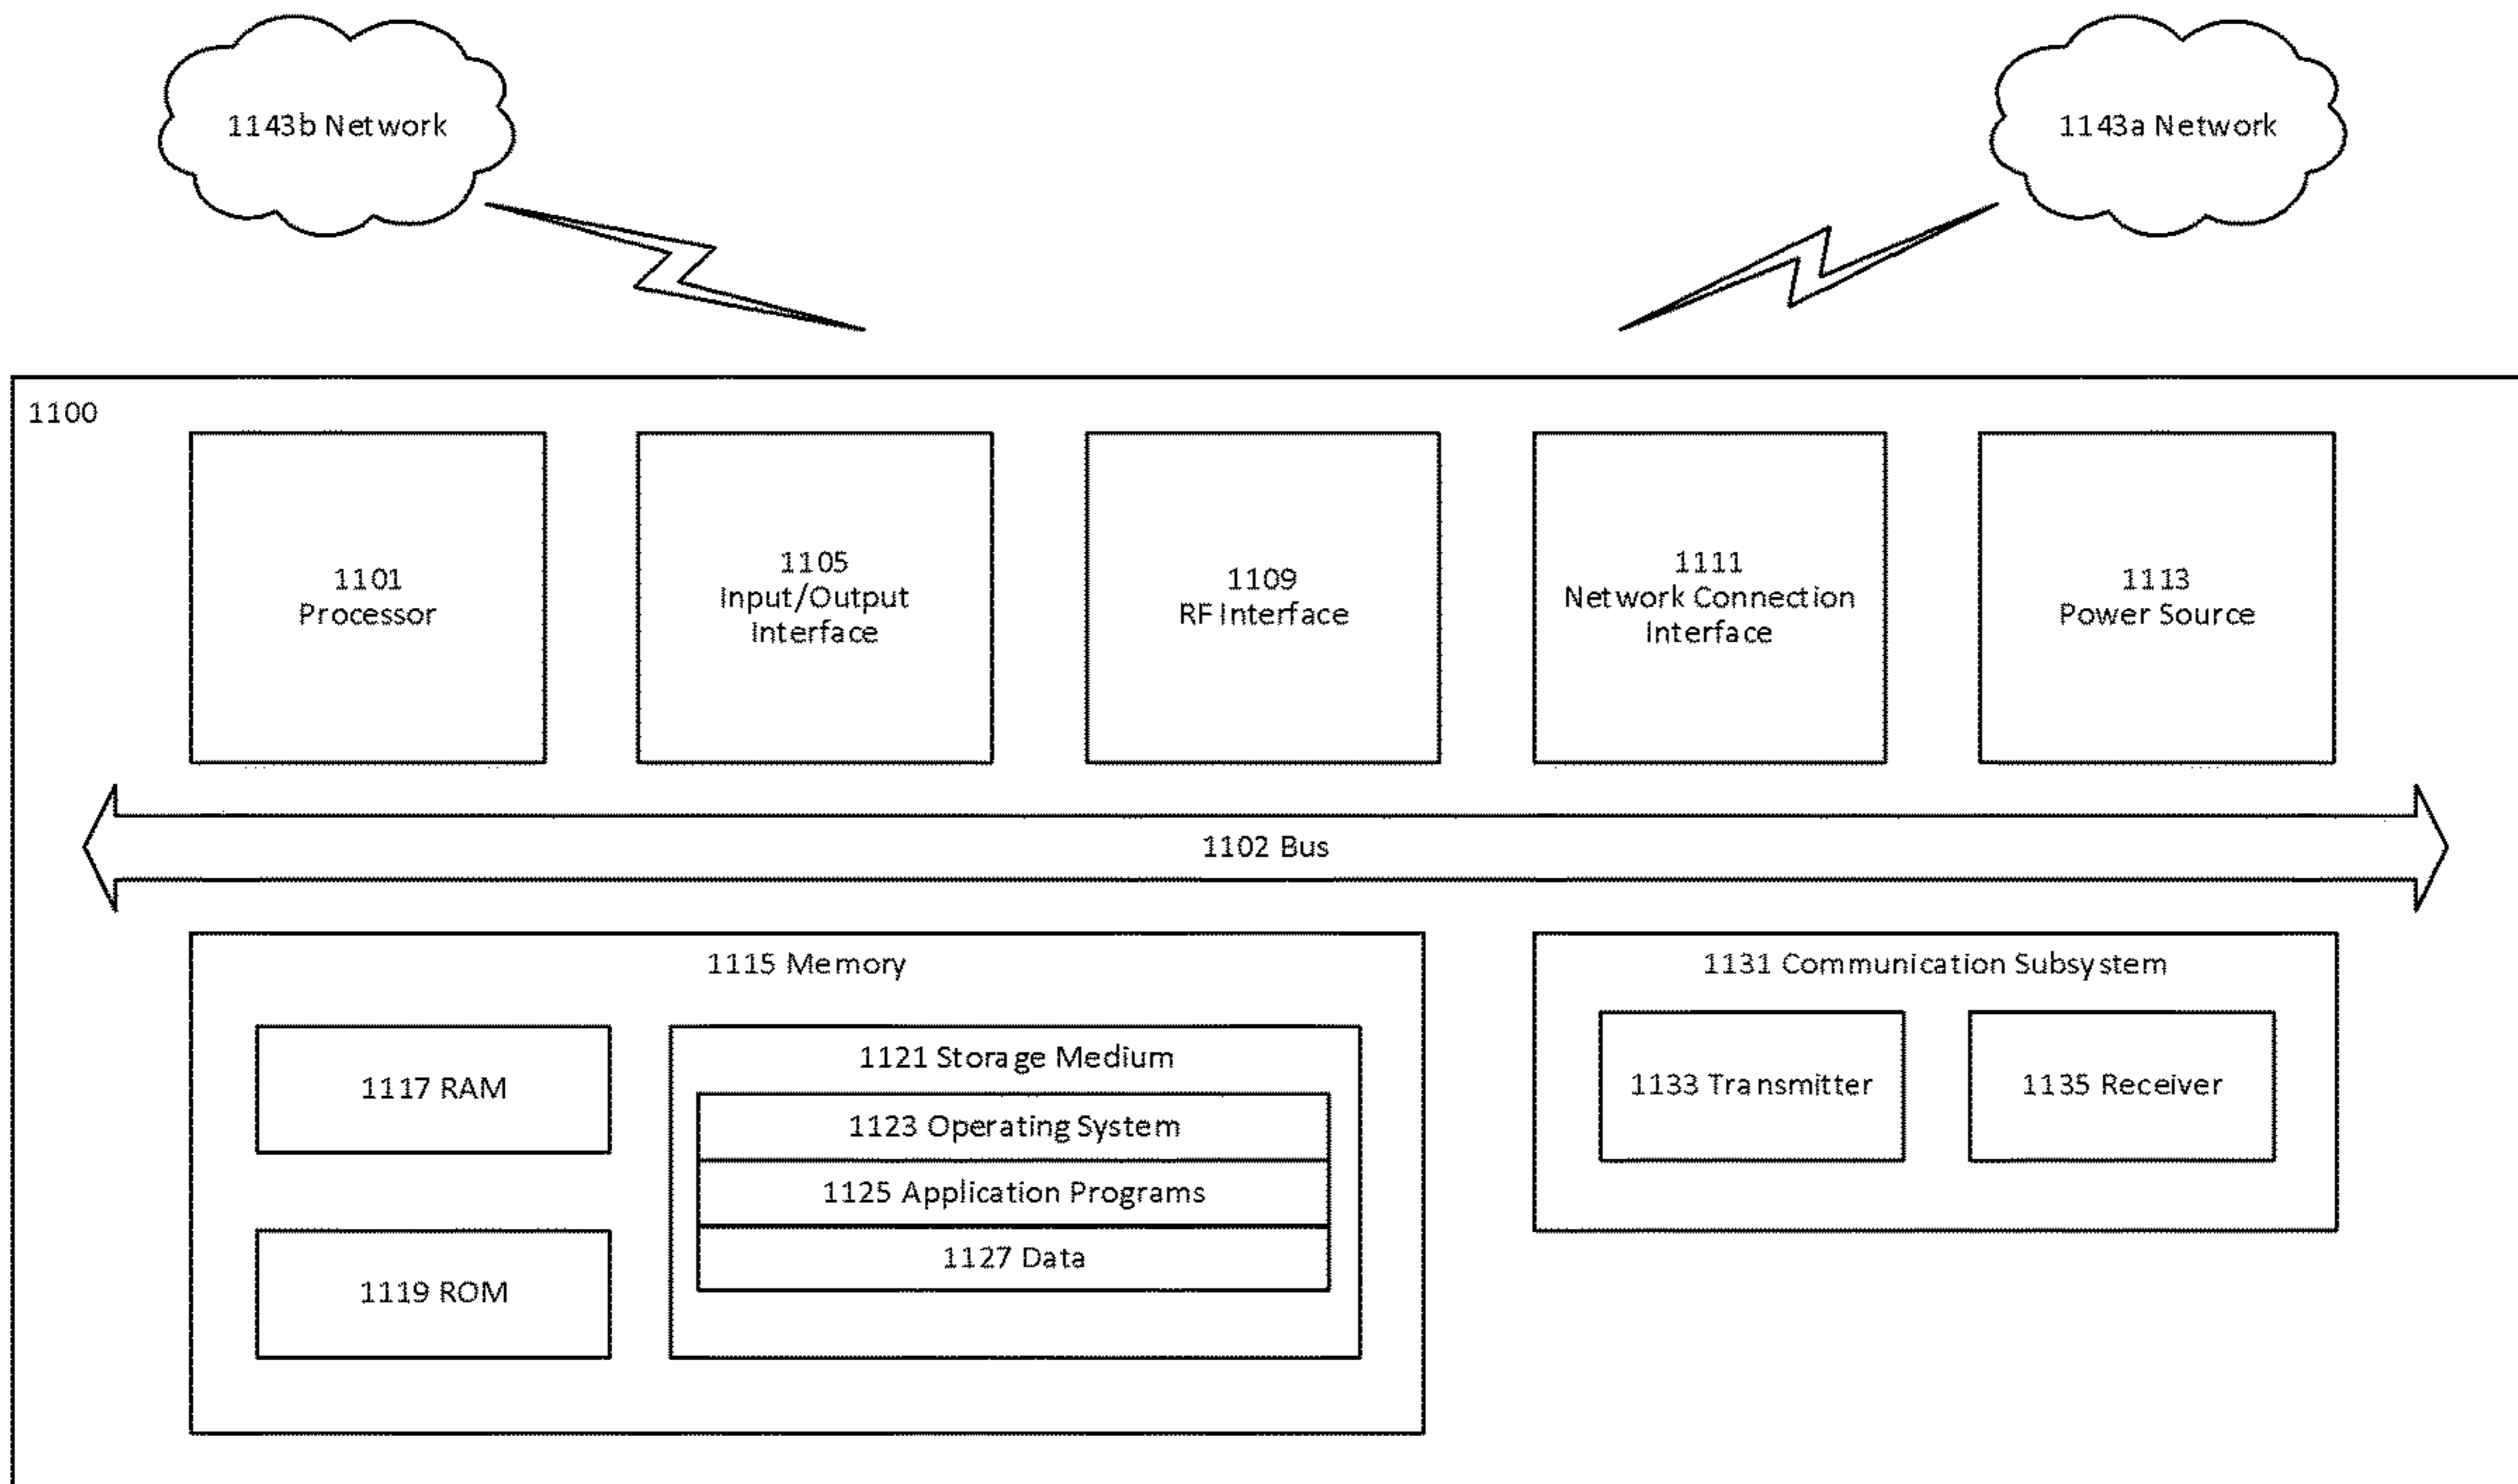 1143b Network
1143a Network
1100
1101
Processor
1105
Input/Output
Interface
1109
RF Interface
1111
Network Connection
Interface
1113
Power Source
1102 Bus
1115 Memory
1117 RAM
1119 ROM
1121 Storage Medium
1123 Operating System
1125 Application Programs
1127 Data
1131 Communication Subsystem
1133 Transmitter
1135 Receiver